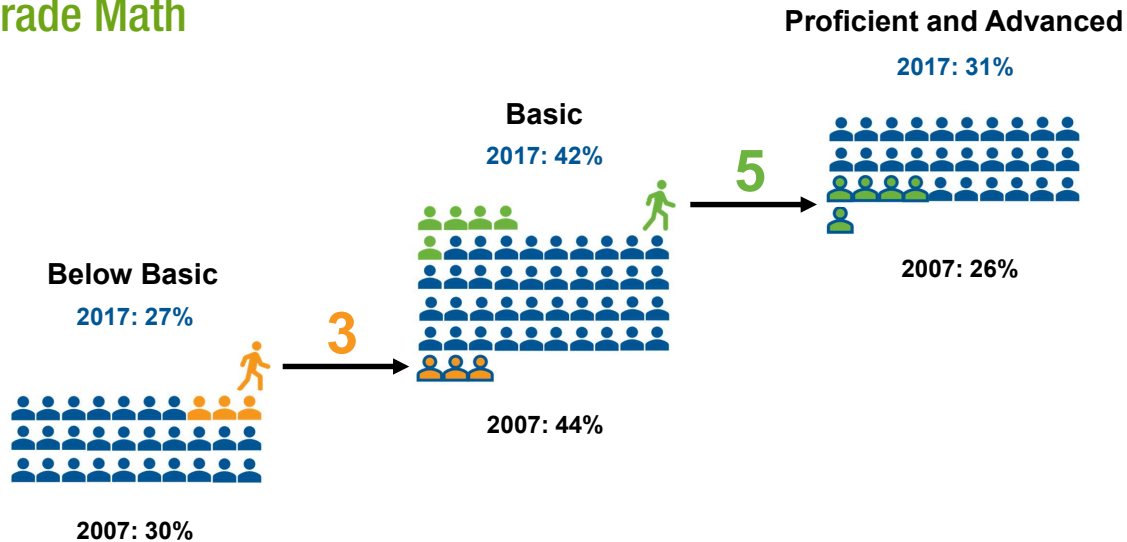 rade Math
Proficient and Advanced
2017: 31%
Basic
2017: 42%
5
2007: 26%
Below Basic
2017: 27%
3
2007: 44%
2007: 30%